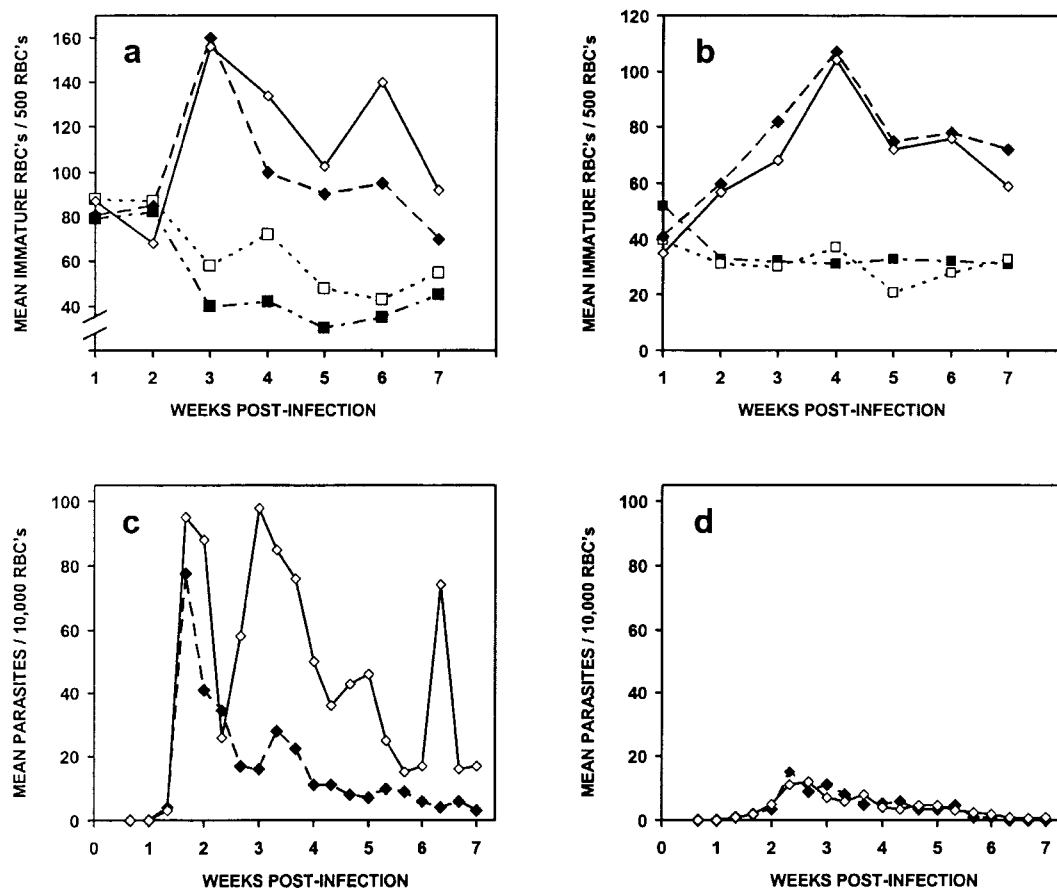 a
MEAN IMMATURE RBC's / 500 RBC's
160
140
120
100
80
60
40
1 2 3 4 5 6 7
WEEKS POST-INFECTION
b
MEAN IMMATURE RBC's / 500 RBC's
120
100
80
60
40
20
0
1 2 3 4 5 6 7
WEEKS POST-INFECTION
c
MEAN PARASITES / 10,000 RBC's
100
80
60
40
20
0
0 1 2 3 4 5 6 7
WEEKS POST-INFECTION
d
MEAN PARASITES / 10,000 RBC's
100
80
60
40
20
0
0 1 2 3 4 5 6 7
WEEKS POST-INFECTION